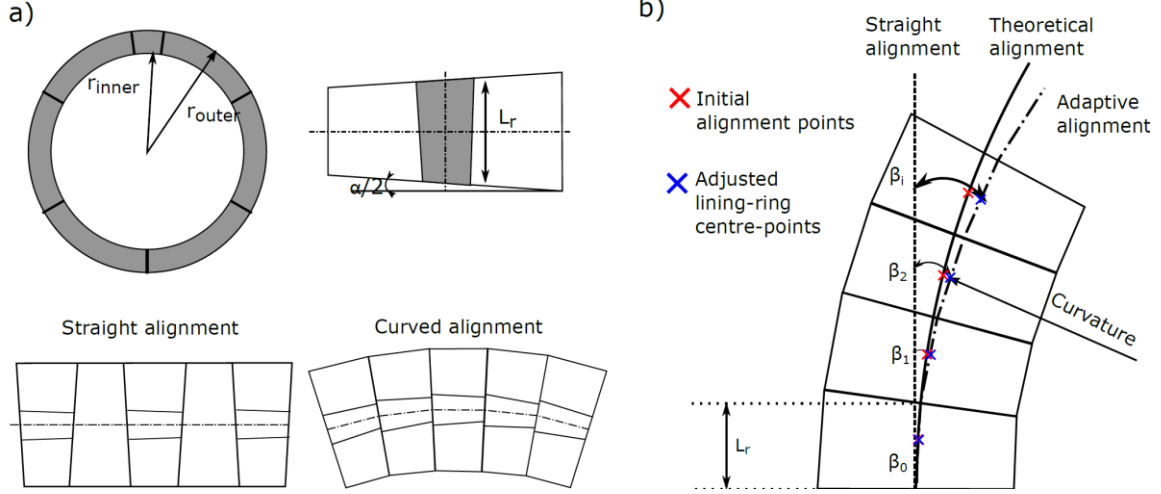 a)
r_inner
r_outer
L_r
α/2
Straight alignment
Curved alignment
b)
Straight
alignment
Theoretical
alignment
Adaptive
alignment
Initial
alignment points
Adjusted
lining-ring
centre-points
β_i
β_2
β_1
β_0
Curvature
L_r